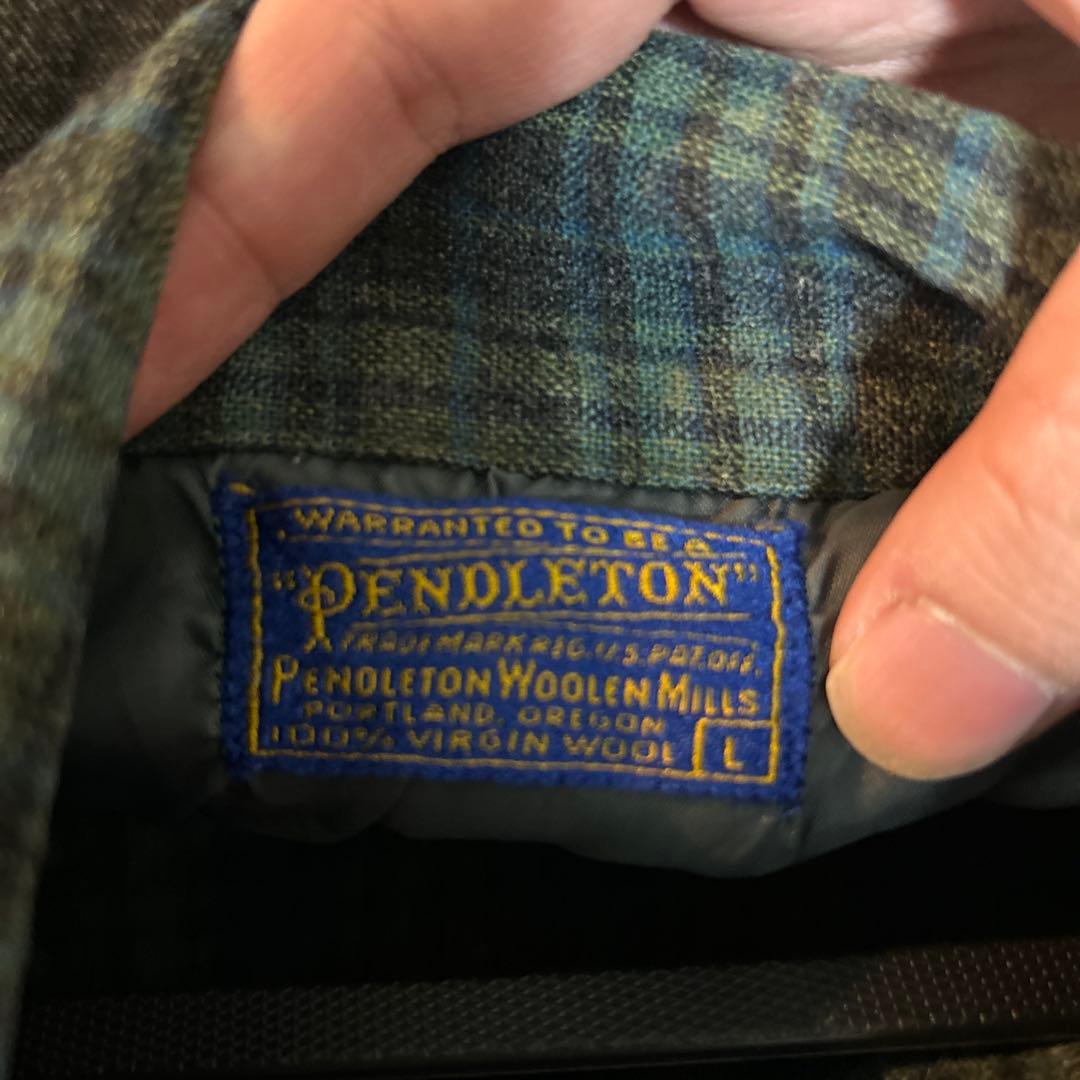 WARRANTED TO BE A
"PENDLETON"
TRADE MARK REG. U.S. PAT. OFF.
PENDLETON WOOLEN MILLS
PORTLAND, OREGON
100% VIRGIN WOOL L